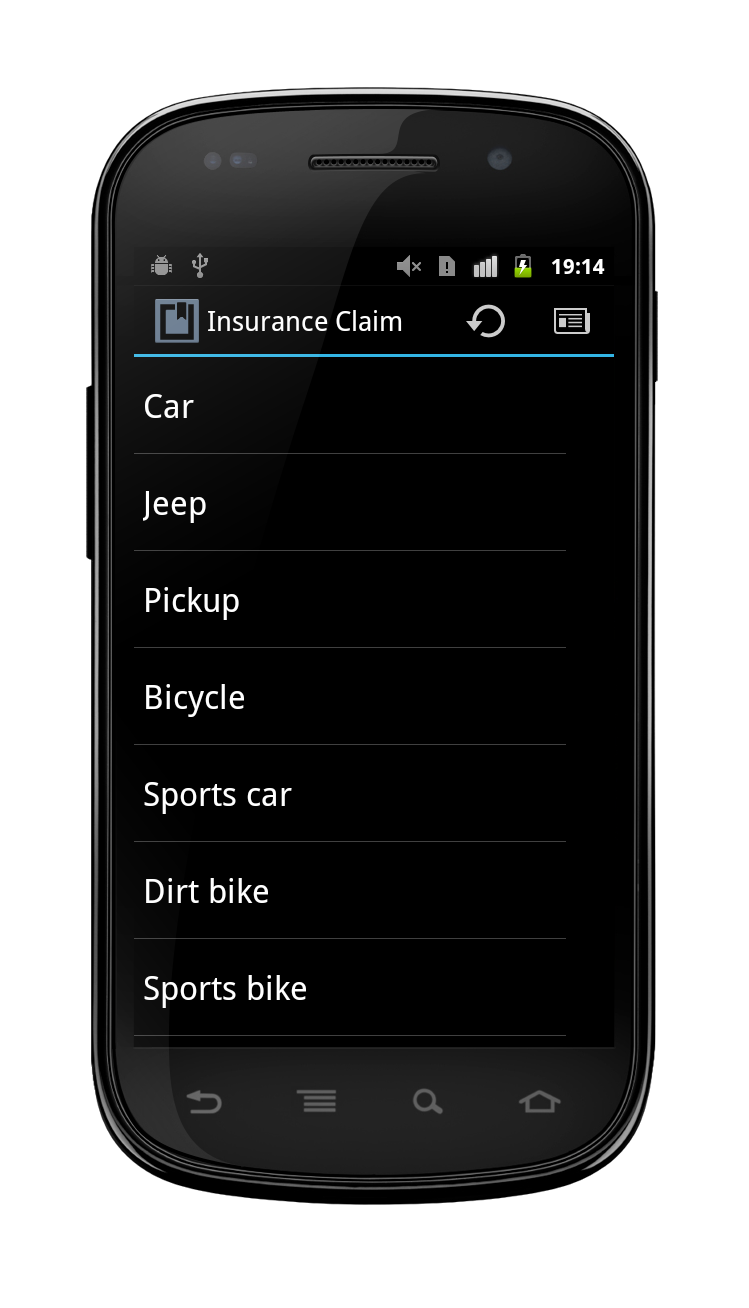 19:14
Insurance Claim
Car
Jeep
Pickup
Bicycle
Sports car
Dirt bike
Sports bike